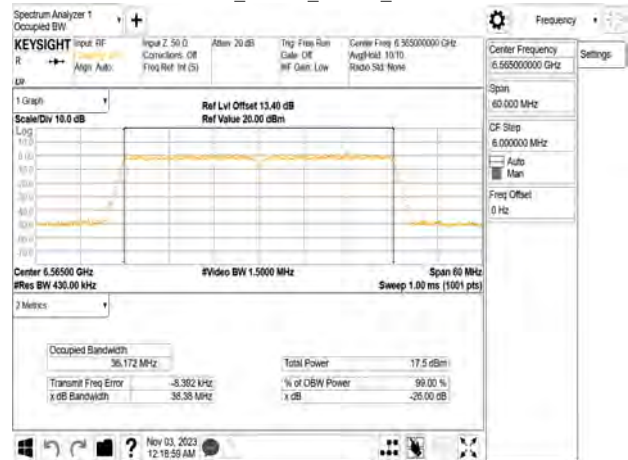 Spectrum Analyzer 1
Occupied BW
Frequency
KEYSIGHT
R
Input: RF
Align: Auto
Input Z: 50 Ω
Corrections: Off
Freq Ref: Int (S)
Atten: 20 dB
Trig: Free Run
Gate: Off
#IF Gain: Low
Center Freq: 6.565000000 GHz
Avg|Hold: 10/10
Radio Std: None
1 Graph
Scale/Div 10.0 dB
Ref Lvl Offset 13.40 dB
Ref Value 20.00 dBm
Log
10.0
0.00
Center 6.56500 GHz
#Res BW 430.00 kHz
#Video BW 1.5000 MHz
Span 60 MHz
Sweep 1.00 ms (1001 pts)
2 Metrics
Occupied Bandwidth
36.172 MHz
Total Power 17.5 dBm
Transmit Freq Error -8.392 kHz
% of OBW Power 99.00 %
x dB Bandwidth 38.38 MHz
x dB -26.00 dB
Nov 03, 2023
12:18:59 AM
Center Frequency
6.565000000 GHz
Settings
Span
60.000 MHz
CF Step
6.000000 MHz
Auto
Man
Freq Offset
0 Hz